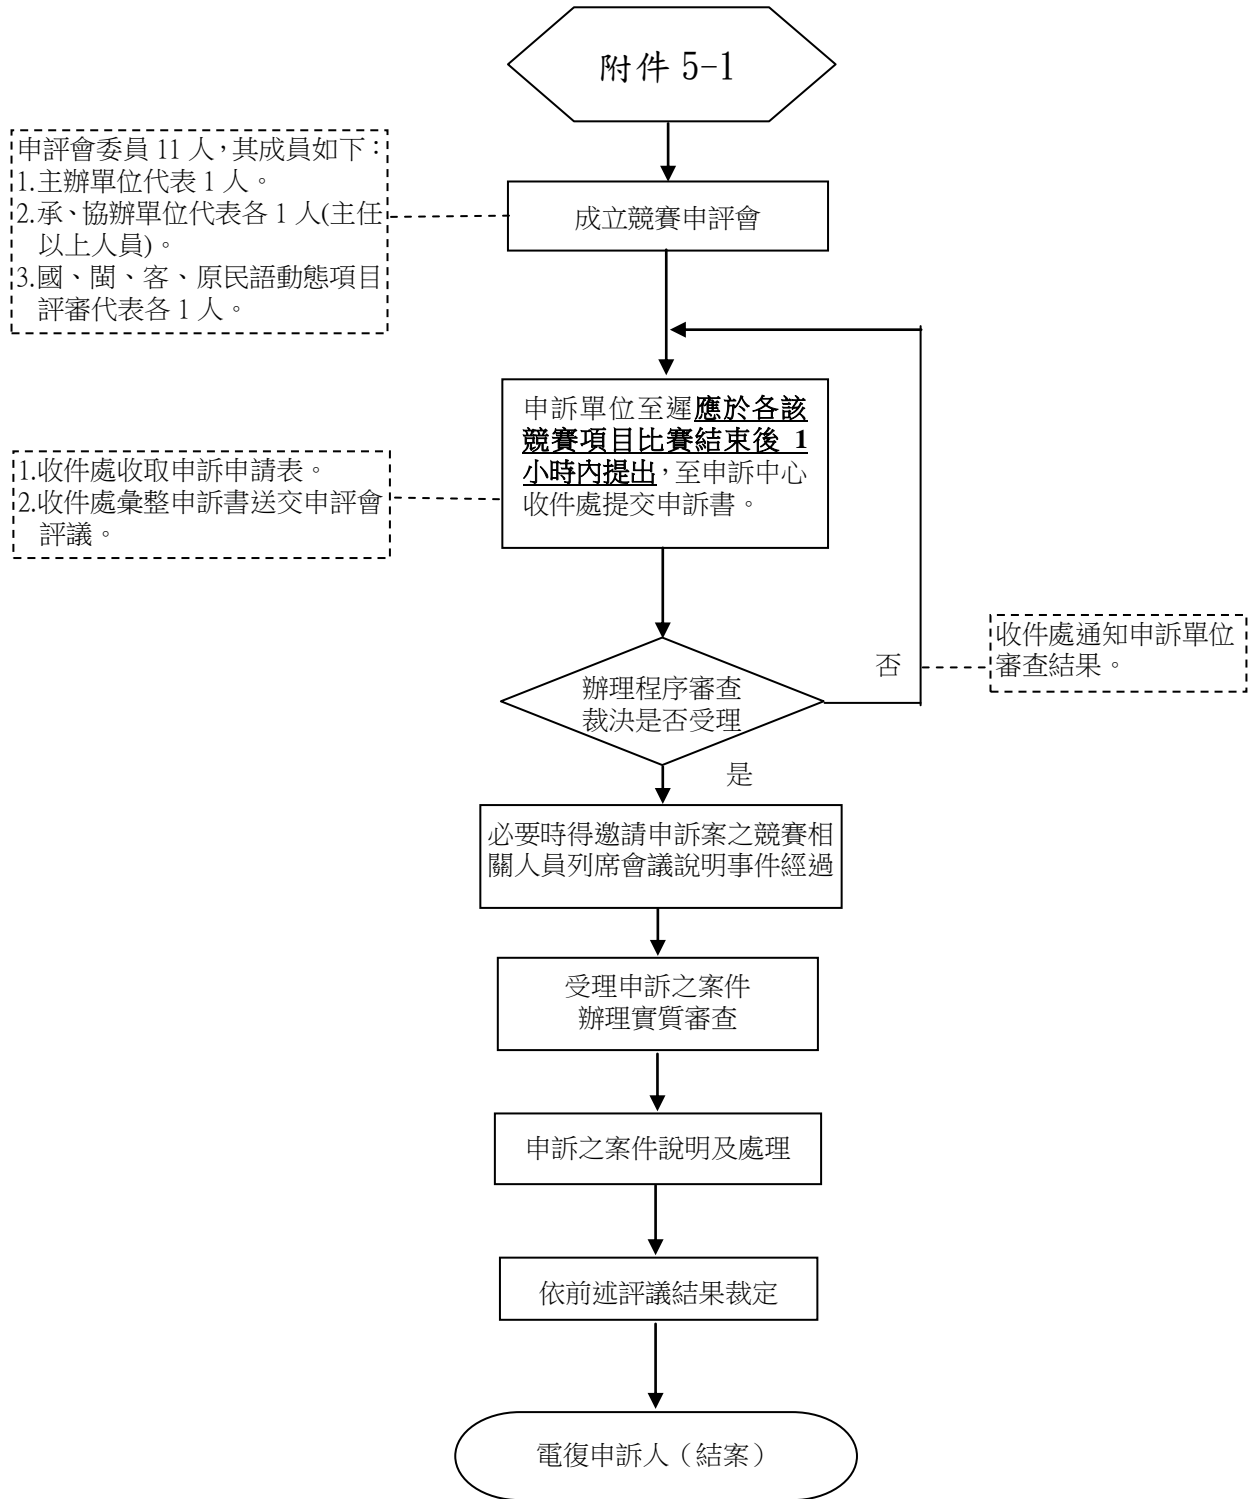 附件 5-1
申評會委員 11 人，其成員如下：
1.主辦單位代表 1 人。
2.承、協辦單位代表各 1 人(主任
以上人員)。
3.國、閩、客、原民語動態項目
評審代表各 1 人。
成立競賽申評會
申訴單位至遲應於各該
競賽項目比賽結束後 1
小時內提出，至申訴中心
收件處提交申訴書。
1.收件處收取申訴申請表。
2.收件處彙整申訴書送交申評會
評議。
收件處通知申訴單位
審查結果。
否
辦理程序審查
裁決是否受理
是
必要時得邀請申訴案之競賽相
關人員列席會議說明事件經過
受理申訴之案件
辦理實質審查
申訴之案件說明及處理
依前述評議結果裁定
電復申訴人（結案）